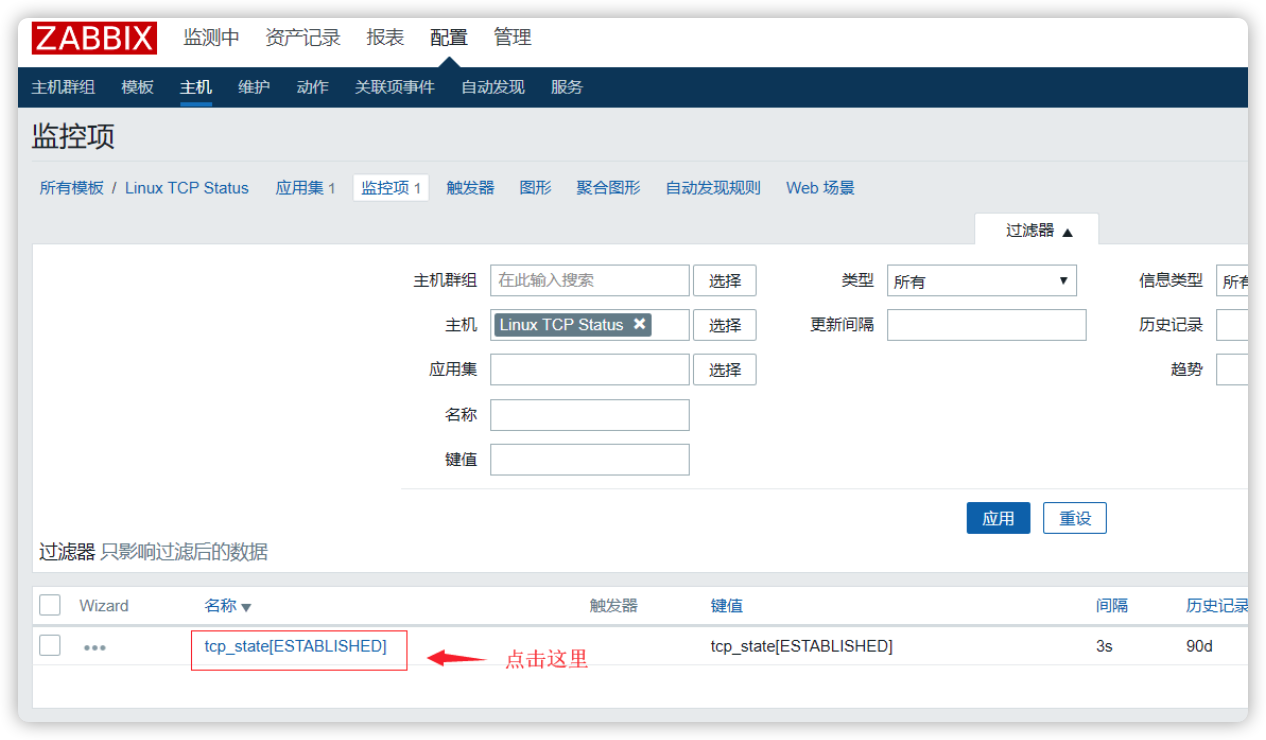 ZABBIX 监测中 资产记录 报表 配置 管理
主机群组 模板 主机 维护 动作 关联项事件 自动发现 服务
监控项
所有模板 / Linux TCP Status 应用集 1 监控项 1 触发器 图形 聚合图形 自动发现规则 Web 场景
过滤器 ▲
主机群组 在此输入搜索 选择 类型 所有 ▼ 信息类型 所有
主机 Linux TCP Status ✖ 选择 更新间隔 历史记录
应用集 选择 趋势
名称
键值
应用 重设
过滤器 只影响过滤后的数据
Wizard 名称 ▼ 触发器 键值 间隔 历史记录
••• tcp_state[ESTABLISHED] 点击这里 tcp_state[ESTABLISHED] 3s 90d